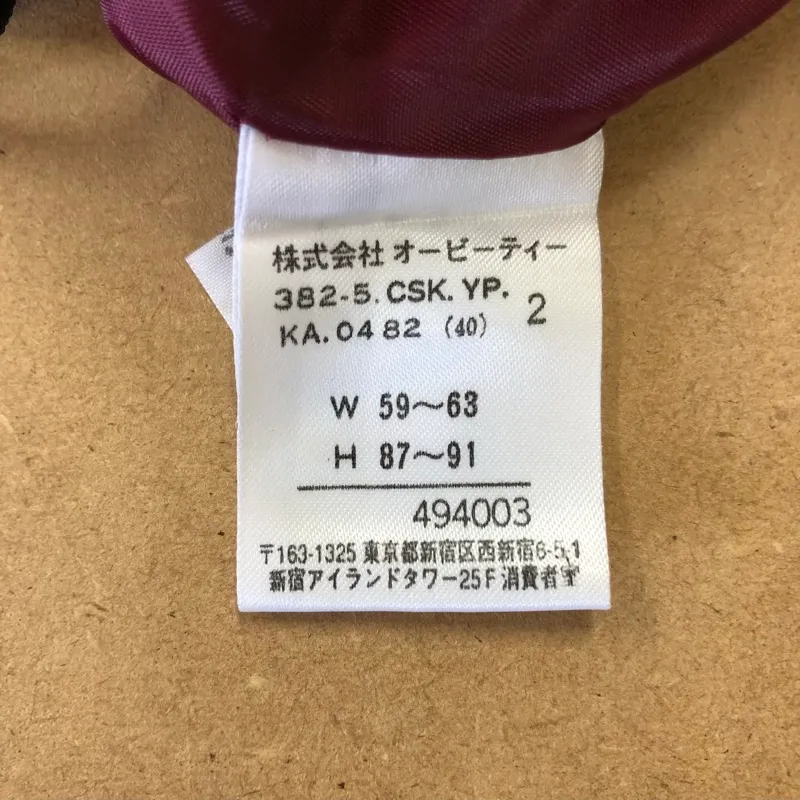 株式会社 オービーティー
382-5. CSK. YP. 2
KA. 0482 (40)
W 59～63
H 87～91
494003
〒163-1325 東京都新宿区西新宿6-5-1
新宿アイランドタワー25F 消費者室